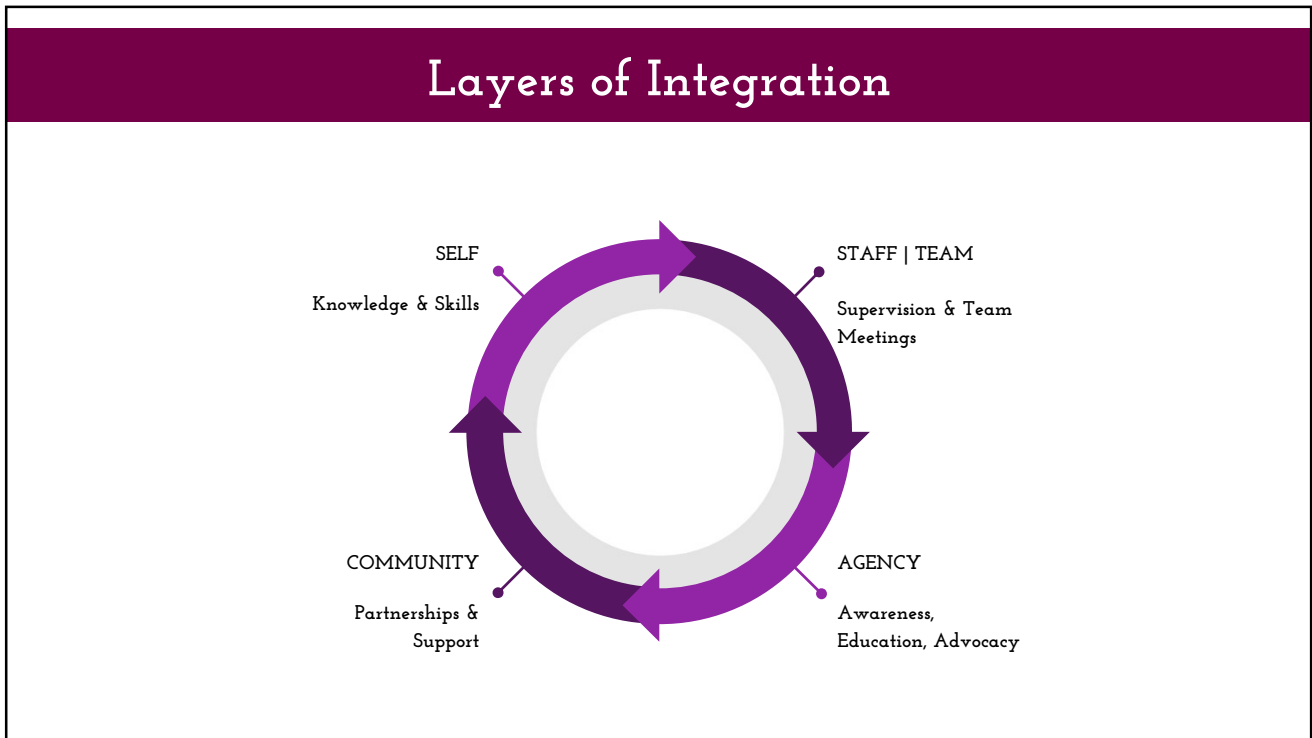 Layers of Integration
SELF
Knowledge & Skills
STAFF | TEAM
Supervision & Team
Meetings
COMMUNITY
Partnerships &
Support
AGENCY
Awareness,
Education, Advocacy